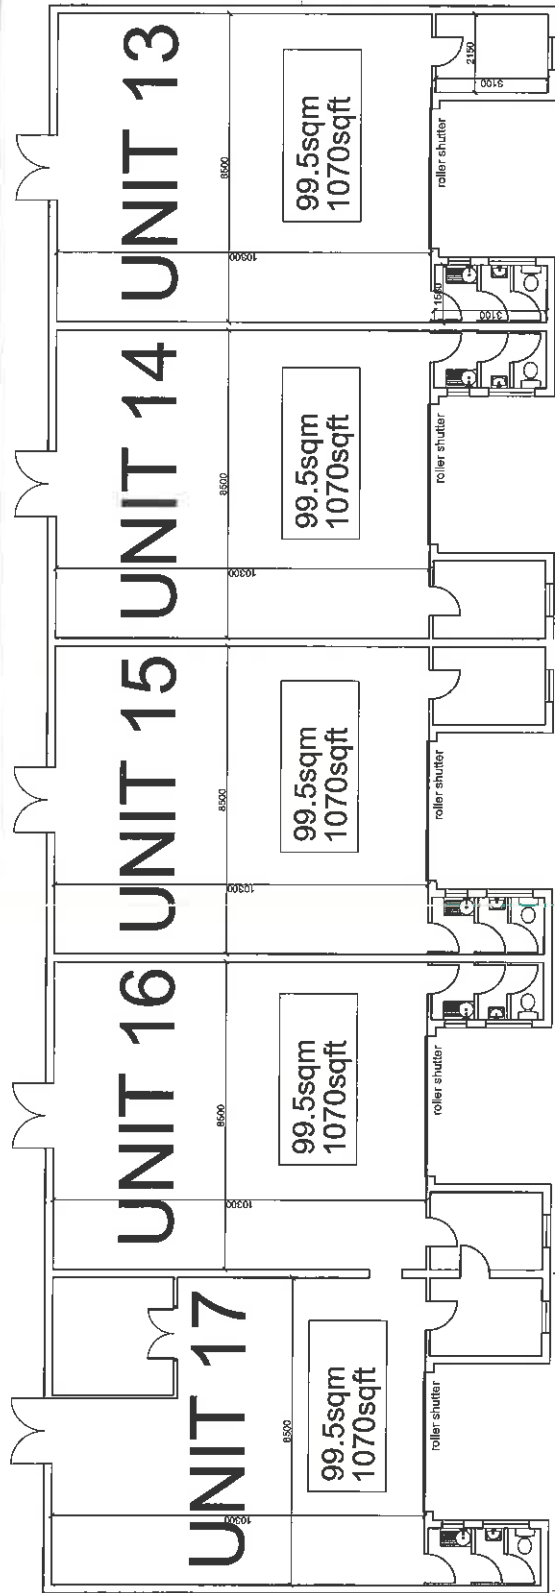 UNIT 13
99.5sqm
1070sqft
8500
10300
2150
3100
roller shutter
3100
UNIT 14
99.5sqm
1070sqft
8500
10300
roller shutter
UNIT 15
99.5sqm
1070sqft
8500
10300
roller shutter
UNIT 16
99.5sqm
1070sqft
8500
10300
roller shutter
UNIT 17
99.5sqm
1070sqft
8500
10300
roller shutter